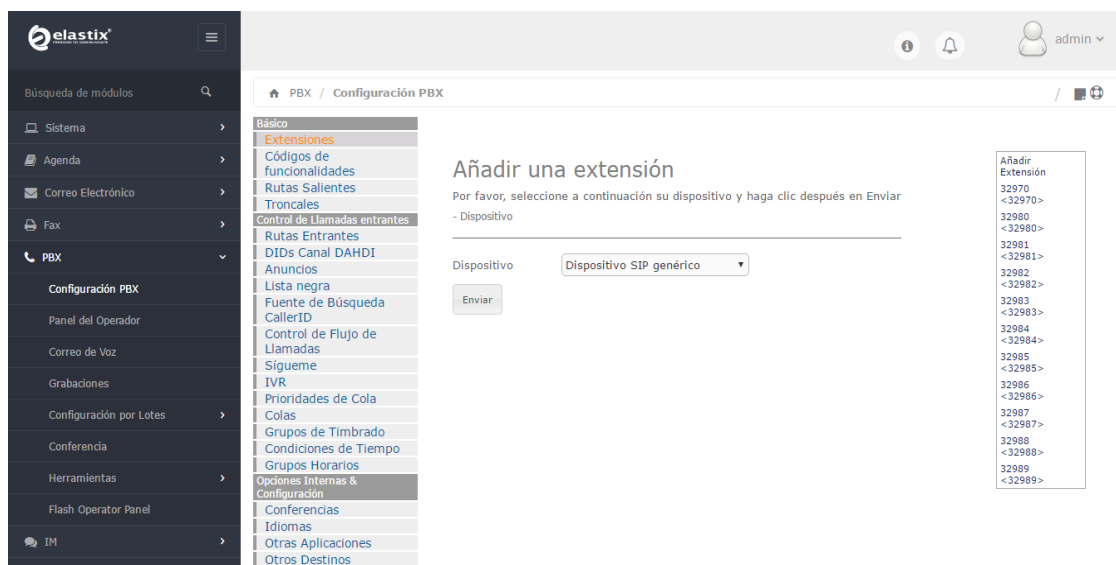 elastix
admin
Búsqueda de módulos
PBX / Configuración PBX
/
Sistema
Agenda
Correo Electrónico
Fax
PBX
Configuración PBX
Panel del Operador
Correo de Voz
Grabaciones
Configuración por Lotes
Conferencia
Herramientas
Flash Operator Panel
IM
Básico
Extensiones
Códigos de
funcionalidades
Rutas Salientes
Troncales
Control de Llamadas entrantes
Rutas Entrantes
DIDs Canal DAHDI
Anuncios
Lista negra
Fuente de Búsqueda
CallerID
Control de Flujo de
Llamadas
Sígueme
IVR
Prioridades de Cola
Colas
Grupos de Timbrado
Condiciones de Tiempo
Grupos Horarios
Opciones Internas &
Configuración
Conferencias
Idiomas
Otras Aplicaciones
Otros Destinos
Añadir una extensión
Por favor, seleccione a continuación su dispositivo y haga clic después en Enviar
- Dispositivo
Dispositivo Dispositivo SIP genérico
Enviar
Añadir
Extensión
32970
<32970>
32980
<32980>
32981
<32981>
32982
<32982>
32983
<32983>
32984
<32984>
32985
<32985>
32986
<32986>
32987
<32987>
32988
<32988>
32989
<32989>